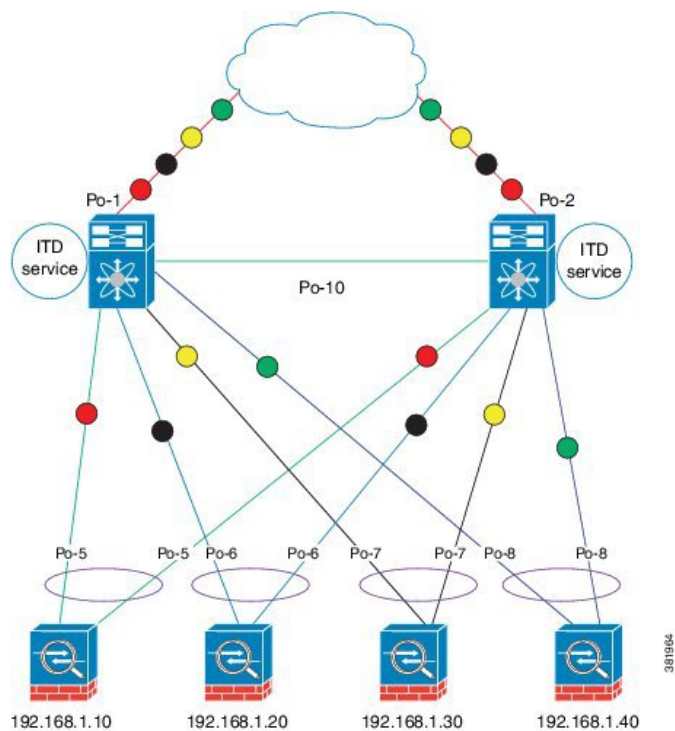 Po-1
Po-2
ITD
service
ITD
service
Po-10
Po-5
Po-5
Po-6
Po-6
Po-7
Po-7
Po-8
Po-8
381964
192.168.1.10
192.168.1.20
192.168.1.30
192.168.1.40